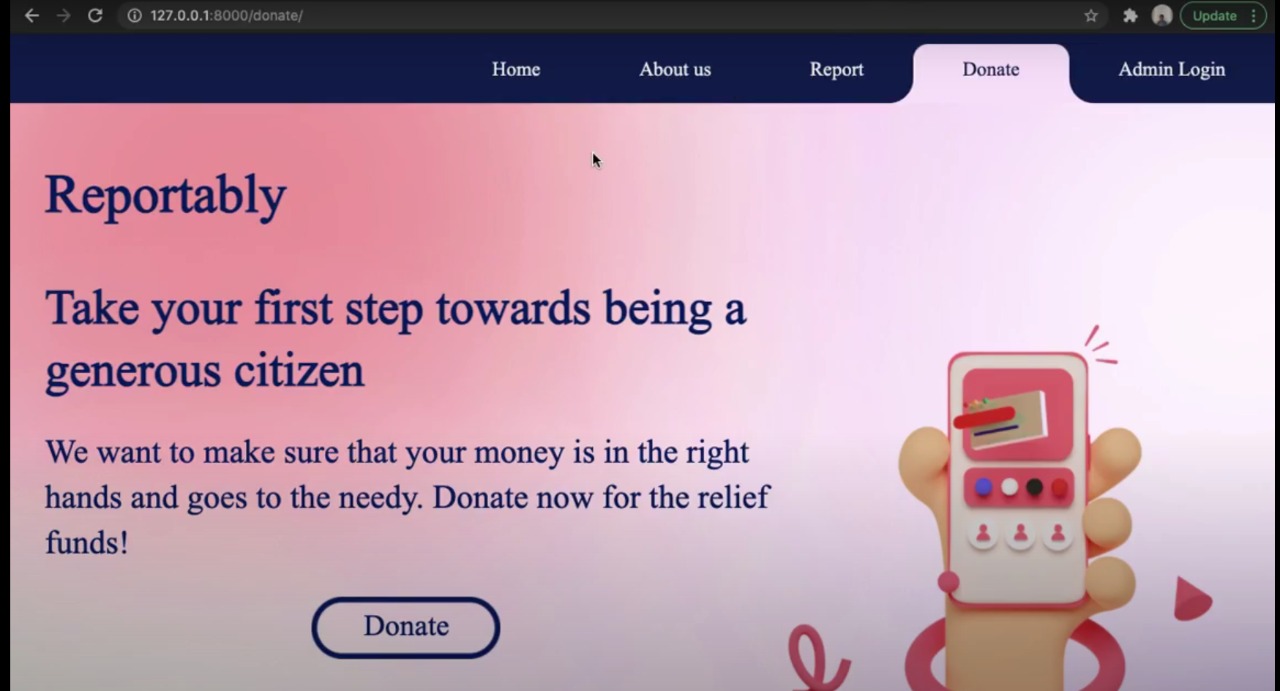 127.0.0.1:8000/donate/
Update
Home
About us
Report
Donate
Admin Login
Reportably
Take your first step towards being a
generous citizen
We want to make sure that your money is in the right
hands and goes to the needy. Donate now for the relief
funds!
Donate